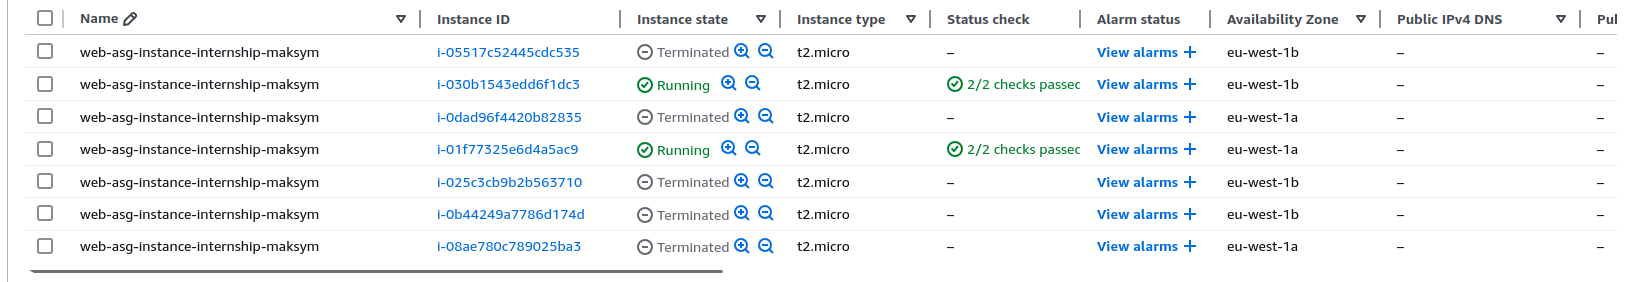 Name Instance ID Instance state Instance type Status check Alarm status Availability Zone Public IPv4 DNS Pul
web-asg-instance-internship-maksym i-05517c52445cdc535 Terminated t2.micro – View alarms + eu-west-1b – –
web-asg-instance-internship-maksym i-030b1543edd6f1dc3 Running t2.micro 2/2 checks passec View alarms + eu-west-1b – –
web-asg-instance-internship-maksym i-0dad96f4420b82835 Terminated t2.micro – View alarms + eu-west-1a – –
web-asg-instance-internship-maksym i-01f77325e6d4a5ac9 Running t2.micro 2/2 checks passec View alarms + eu-west-1a – –
web-asg-instance-internship-maksym i-025c3cb9b2b563710 Terminated t2.micro – View alarms + eu-west-1b – –
web-asg-instance-internship-maksym i-0b44249a7786d174d Terminated t2.micro – View alarms + eu-west-1b – –
web-asg-instance-internship-maksym i-08ae780c789025ba3 Terminated t2.micro – View alarms + eu-west-1a – –